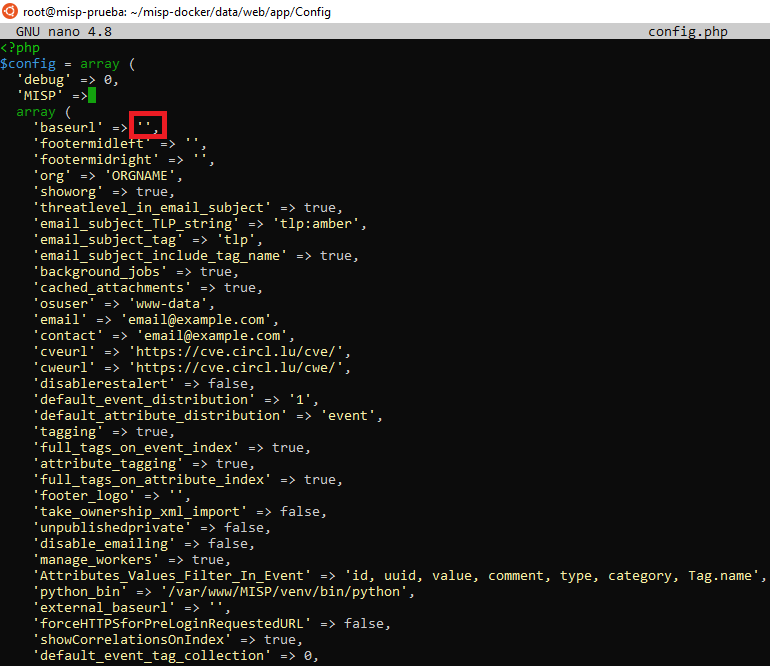 root@misp-prueba: ~/misp-docker/data/web/app/Config
GNU nano 4.8 config.php
<?php
$config = array (
  'debug' => 0,
  'MISP' =>
  array (
    'baseurl' => '',
    'footermidleft' => '',
    'footermidright' => '',
    'org' => 'ORGNAME',
    'showorg' => true,
    'threatlevel_in_email_subject' => true,
    'email_subject_TLP_string' => 'tlp:amber',
    'email_subject_tag' => 'tlp',
    'email_subject_include_tag_name' => true,
    'background_jobs' => true,
    'cached_attachments' => true,
    'osuser' => 'www-data',
    'email' => 'email@example.com',
    'contact' => 'email@example.com',
    'cveurl' => 'https://cve.circl.lu/cve/',
    'cweurl' => 'https://cve.circl.lu/cwe/',
    'disablerestalert' => false,
    'default_event_distribution' => '1',
    'default_attribute_distribution' => 'event',
    'tagging' => true,
    'full_tags_on_event_index' => true,
    'attribute_tagging' => true,
    'full_tags_on_attribute_index' => true,
    'footer_logo' => '',
    'take_ownership_xml_import' => false,
    'unpublishedprivate' => false,
    'disable_emailing' => false,
    'manage_workers' => true,
    'Attributes_Values_Filter_In_Event' => 'id, uuid, value, comment, type, category, Tag.name',
    'python_bin' => '/var/www/MISP/venv/bin/python',
    'external_baseurl' => '',
    'forceHTTPSforPreLoginRequestedURL' => false,
    'showCorrelationsOnIndex' => true,
    'default_event_tag_collection' => 0,